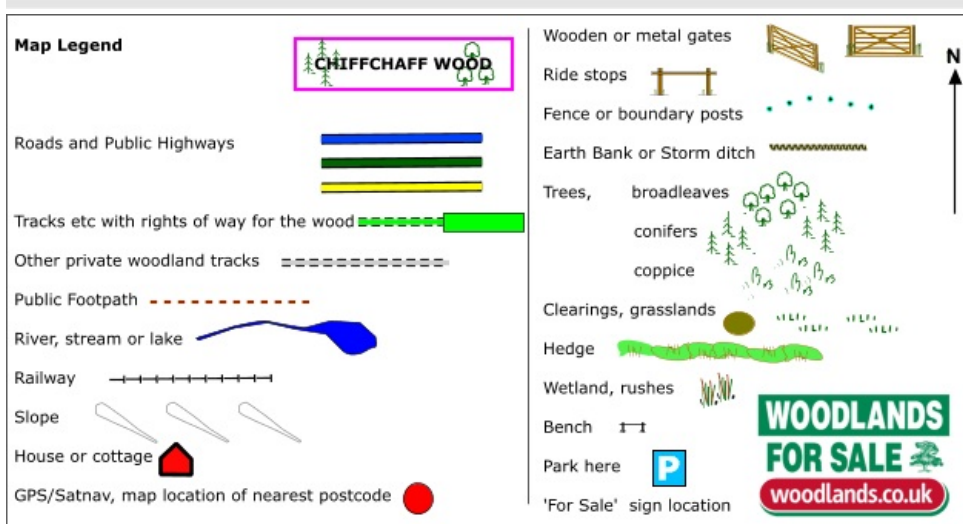 Map Legend
CHIFFCHAFF WOOD
Roads and Public Highways
Tracks etc with rights of way for the wood
Other private woodland tracks
Public Footpath
River, stream or lake
Railway
Slope
House or cottage
GPS/Satnav, map location of nearest postcode
Wooden or metal gates
N
Ride stops
Fence or boundary posts
Earth Bank or Storm ditch
Trees, broadleaves
conifers
coppice
Clearings, grasslands
Hedge
Wetland, rushes
Bench
Park here P
'For Sale' sign location
WOODLANDS
FOR SALE
woodlands.co.uk